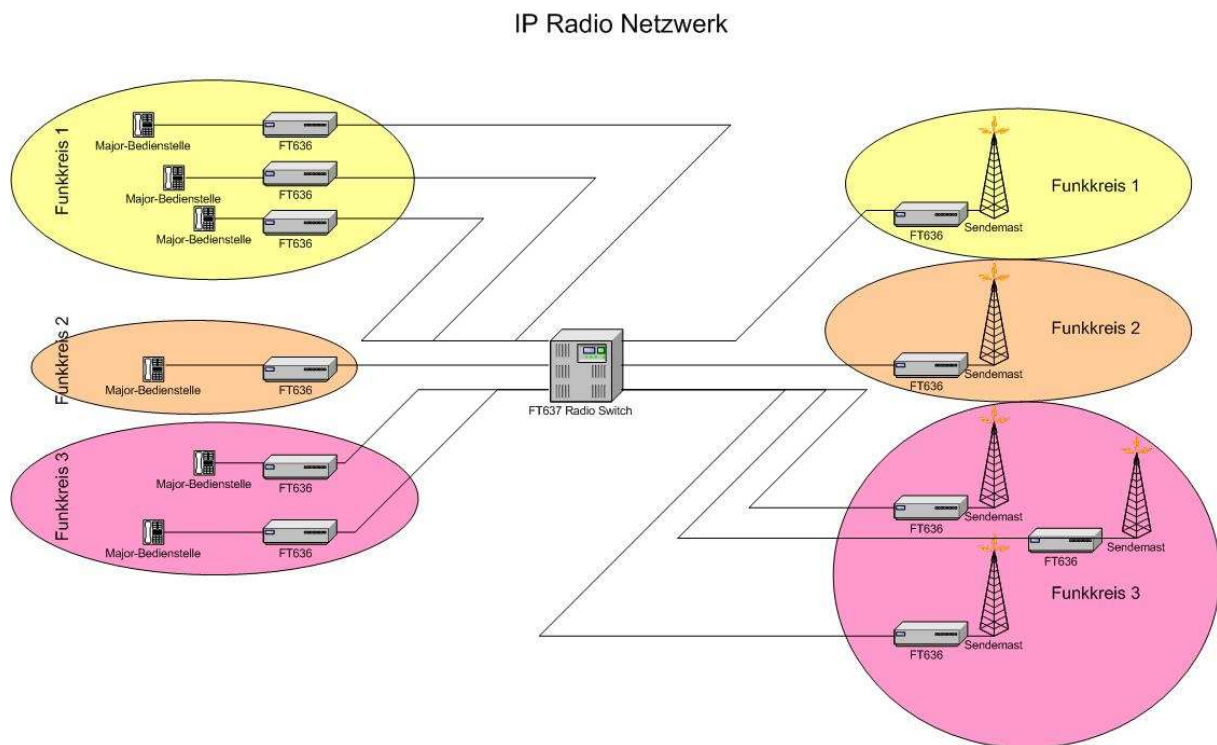 IP Radio Netzwerk
Funkkreis 1
Major-Bedienstelle
FT636
Major-Bedienstelle
FT636
Major-Bedienstelle
FT636
Funkkreis 2
Major-Bedienstelle
FT636
Funkkreis 3
Major-Bedienstelle
FT636
Major-Bedienstelle
FT636
FT637 Radio Switch
Funkkreis 1
FT636
Sendemast
Funkkreis 2
FT636
Sendemast
FT636
Sendemast
FT636
Sendemast
Funkkreis 3
FT636
Sendemast